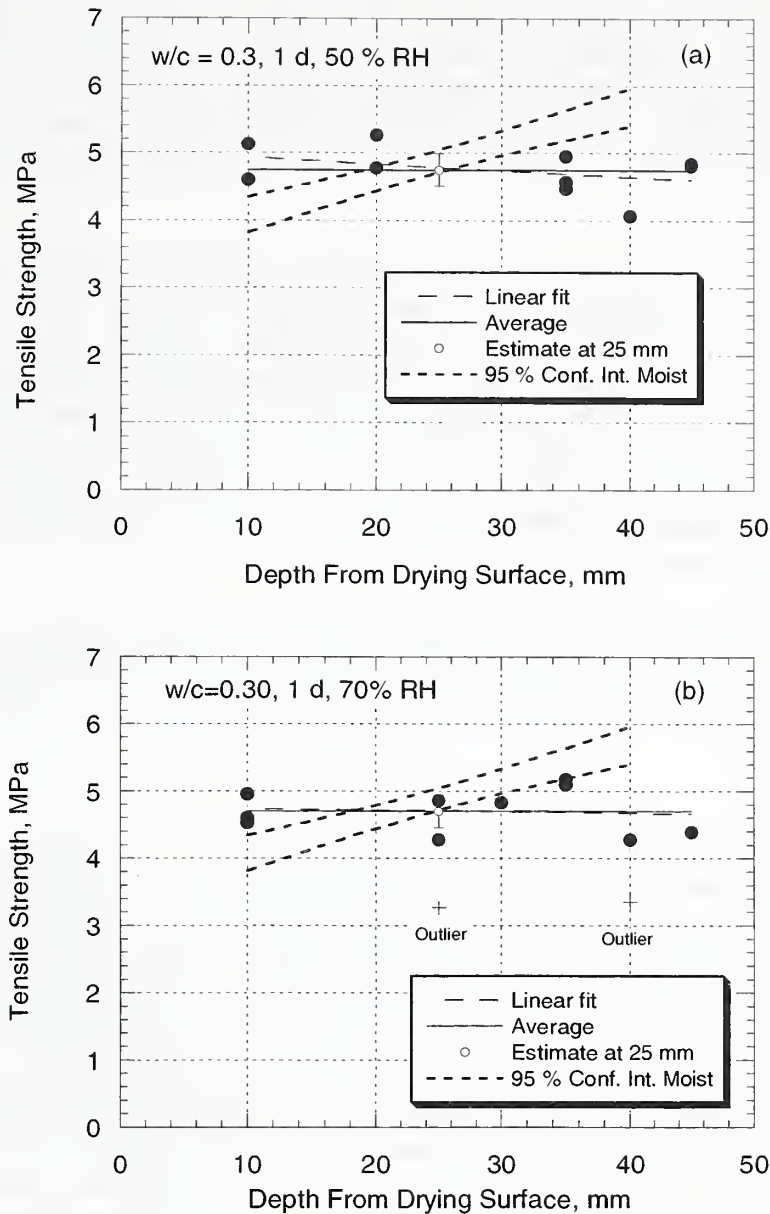 7
w/c = 0.3, 1 d, 50 % RH
(a)
6
5
4
3
2
1
0
Tensile Strength, MPa
Linear fit
Average
Estimate at 25 mm
95 % Conf. Int. Moist
0 10 20 30 40 50
Depth From Drying Surface, mm
7
w/c=0.30, 1 d, 70% RH
(b)
6
5
4
3
2
1
0
Tensile Strength, MPa
Outlier
Outlier
Linear fit
Average
Estimate at 25 mm
95 % Conf. Int. Moist
0 10 20 30 40 50
Depth From Drying Surface, mm